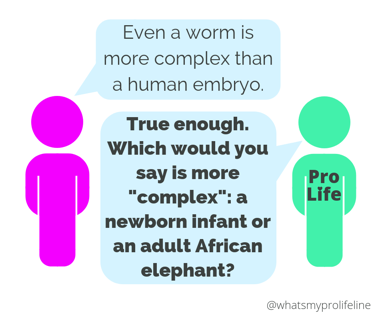 Even a worm is
more complex than
a human embryo.
True enough.
Which would you
say is more
"complex": a
newborn infant or
an adult African
elephant?
Pro
Life
@whatsmyprolifeline